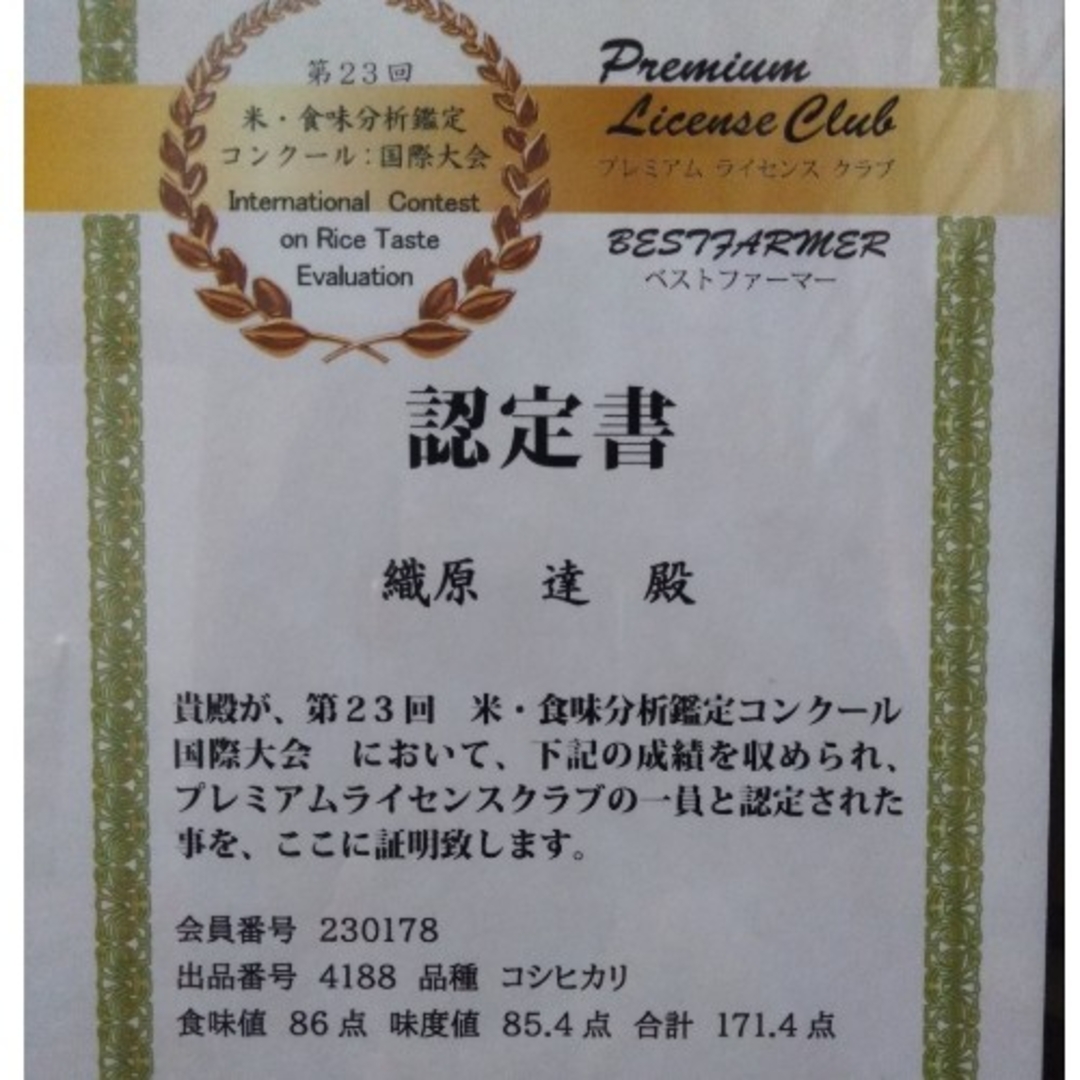 第23回
米・食味分析鑑定
コンクール:国際大会
International Contest
on Rice Taste
Evaluation
Premium
License Club
プレミアム ライセンス クラブ
BESTFARMER
ベストファーマー
認定書
織原 達 殿
貴殿が、第23回 米・食味分析鑑定コンクール
国際大会 において、下記の成績を収められ、
プレミアムライセンスクラブの一員と認定された
事を、ここに証明致します。
会員番号 230178
出品番号 4188 品種 コシヒカリ
食味値 86点 味度値 85.4点 合計 171.4点